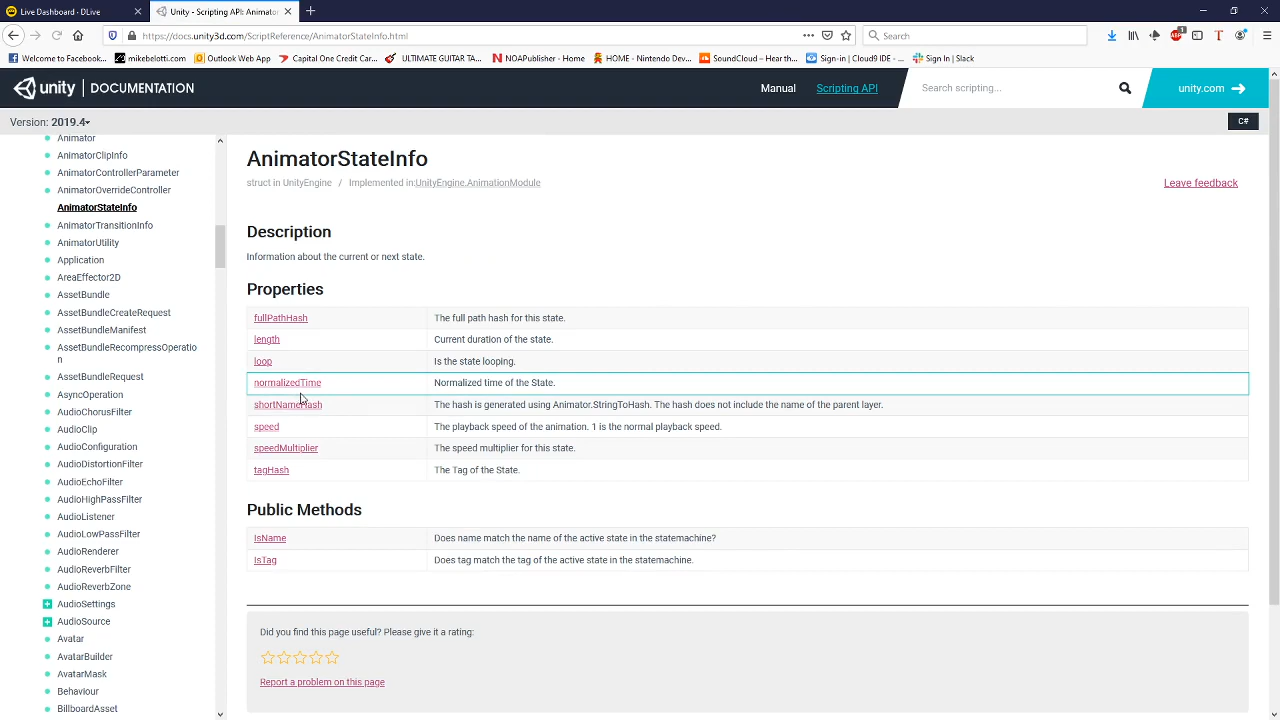 Live Dashboard - DLive
Unity - Scripting API: Animator
https://docs.unity3d.com/ScriptReference/AnimatorStateInfo.html
Search
1
Welcome to Facebook...
mikebelotti.com
Outlook Web App
Capital One Credit Car...
ULTIMATE GUITAR TA...
NOAPublisher - Home
HOME - Nintendo Dev...
SoundCloud – Hear th...
Sign-in | Cloud9 IDE - ...
Sign In | Slack
unity | DOCUMENTATION
Manual
Scripting API
Search scripting...
unity.com
Version: 2019.4
C#
Animator
AnimatorClipInfo
AnimatorControllerParameter
AnimatorOverrideController
AnimatorStateInfo
AnimatorTransitionInfo
AnimatorUtility
Application
AreaEffector2D
AssetBundle
AssetBundleCreateRequest
AssetBundleManifest
AssetBundleRecompressOperatio
n
AssetBundleRequest
AsyncOperation
AudioChorusFilter
AudioClip
AudioConfiguration
AudioDistortionFilter
AudioEchoFilter
AudioHighPassFilter
AudioListener
AudioLowPassFilter
AudioRenderer
AudioReverbFilter
AudioReverbZone
AudioSettings
AudioSource
Avatar
AvatarBuilder
AvatarMask
Behaviour
BillboardAsset
AnimatorStateInfo
struct in UnityEngine / Implemented in:UnityEngine.AnimationModule
Leave feedback
Description
Information about the current or next state.
Properties
fullPathHash The full path hash for this state.
length Current duration of the state.
loop Is the state looping.
normalizedTime Normalized time of the State.
shortNameHash The hash is generated using Animator.StringToHash. The hash does not include the name of the parent layer.
speed The playback speed of the animation. 1 is the normal playback speed.
speedMultiplier The speed multiplier for this state.
tagHash The Tag of the State.
Public Methods
IsName Does name match the name of the active state in the statemachine?
IsTag Does tag match the tag of the active state in the statemachine.
Did you find this page useful? Please give it a rating:
Report a problem on this page